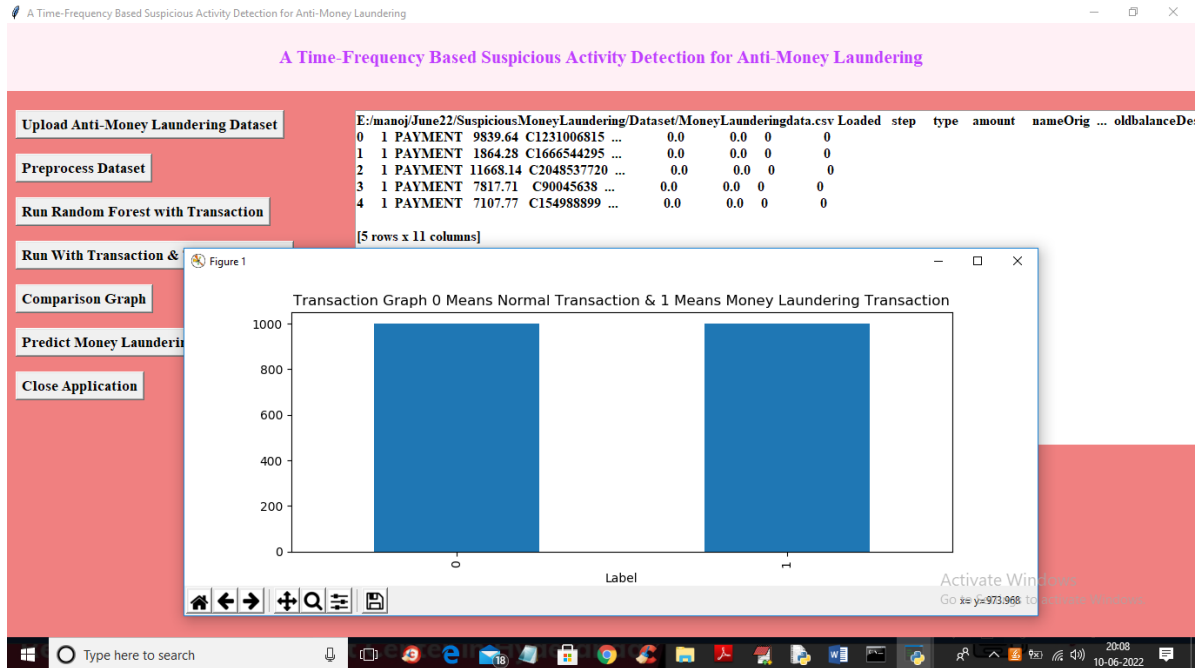 A Time-Frequency Based Suspicious Activity Detection for Anti-Money Laundering
A Time-Frequency Based Suspicious Activity Detection for Anti-Money Laundering
Upload Anti-Money Laundering Dataset
Preprocess Dataset
Run Random Forest with Transaction
Run With Transaction &
Comparison Graph
Predict Money Launderin
Close Application
E:/manoj/June22/SuspiciousMoneyLaundering/Dataset/MoneyLaunderingdata.csv Loaded step type amount nameOrig ... oldbalanceDes
0 1 PAYMENT 9839.64 C1231006815 ... 0.0 0.0 0 0
1 1 PAYMENT 1864.28 C1666544295 ... 0.0 0.0 0 0
2 1 PAYMENT 11668.14 C2048537720 ... 0.0 0.0 0 0
3 1 PAYMENT 7817.71 C90045638 ... 0.0 0.0 0 0
4 1 PAYMENT 7107.77 C154988899 ... 0.0 0.0 0 0
[5 rows x 11 columns]
Figure 1
Transaction Graph 0 Means Normal Transaction & 1 Means Money Laundering Transaction
1000
800
600
400
200
0
0 1
Label
Activate Windows
Go to
x= y=973.968
Type here to search
18
20:08
10-06-2022